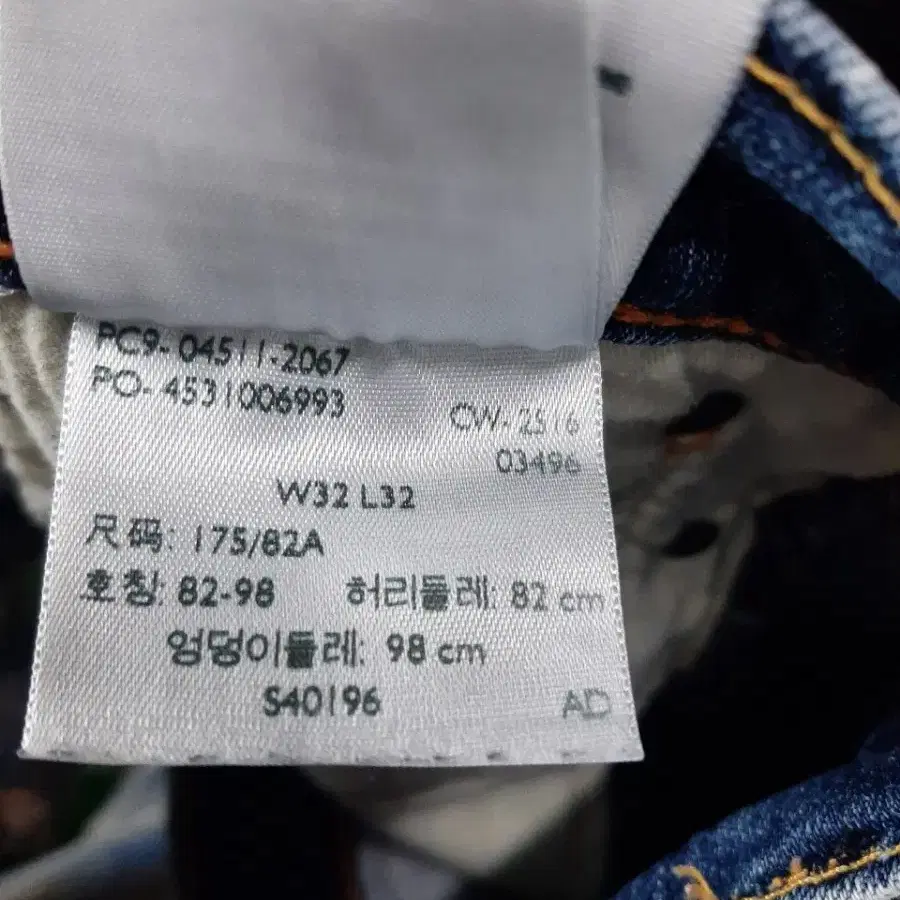 PC9-04511-2067
PO-4531006993
CW-2516
03496
W32 L32
尺码: 175/82A
호칭: 82-98 허리둘레: 82 cm
엉덩이둘레: 98 cm
S40196 AD